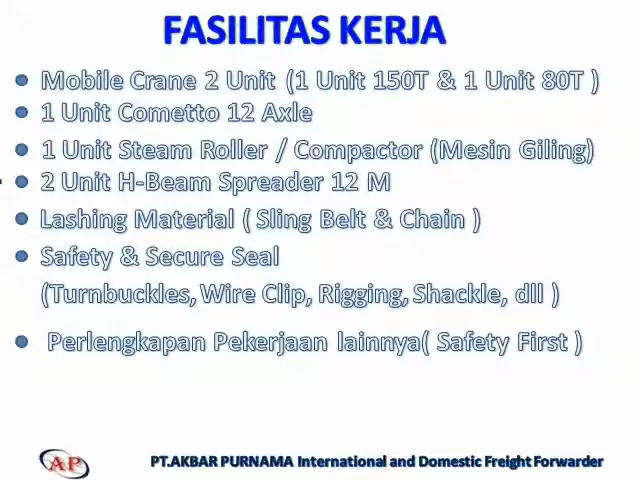 FASILITAS KERJA
• Mobile Crane 2 Unit (1 Unit 150T & 1 Unit 80T )
• 1 Unit Cometto 12 Axle
• 1 Unit Steam Roller / Compactor (Mesin Giling)
• 2 Unit H-Beam Spreader 12 M
• Lashing Material ( Sling Belt & Chain )
• Safety & Secure Seal
(Turnbuckles, Wire Clip, Rigging, Shackle, dll )
• Perlengkapan Pekerjaan lainnya( Safety First )
AP
PT.AKBAR PURNAMA International and Domestic Freight Forwarder